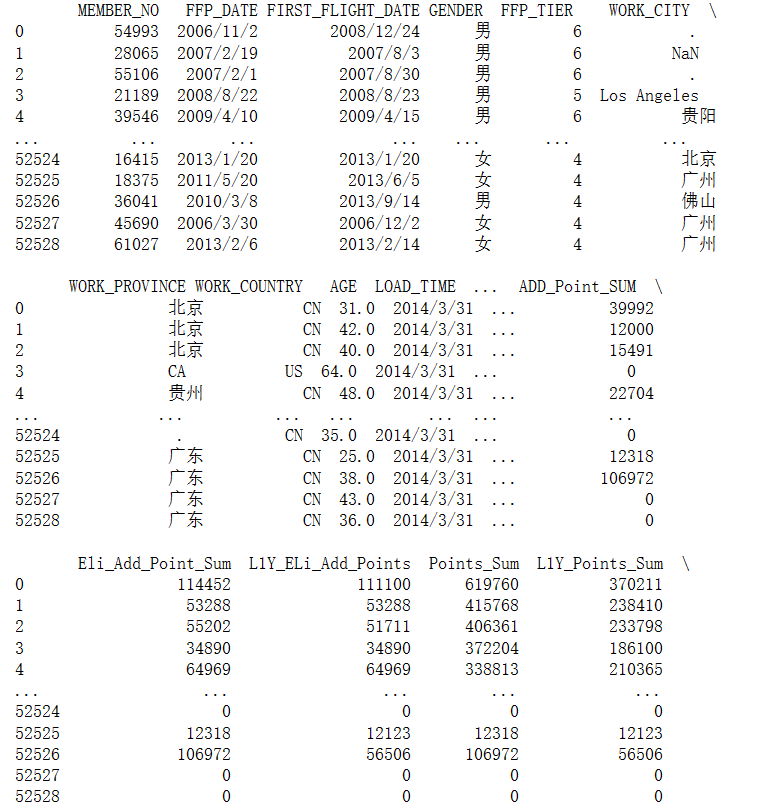 MEMBER_NO FFP_DATE FIRST_FLIGHT_DATE GENDER FFP_TIER WORK_CITY \
0 54993 2006/11/2 2008/12/24 男 6 .
1 28065 2007/2/19 2007/8/3 男 6 NaN
2 55106 2007/2/1 2007/8/30 男 6 .
3 21189 2008/8/22 2008/8/23 男 5 Los Angeles
4 39546 2009/4/10 2009/4/15 男 6 贵阳
... ... ... ... ... ... ...
52524 16415 2013/1/20 2013/1/20 女 4 北京
52525 18375 2011/5/20 2013/6/5 女 4 广州
52526 36041 2010/3/8 2013/9/14 男 4 佛山
52527 45690 2006/3/30 2006/12/2 女 4 广州
52528 61027 2013/2/6 2013/2/14 女 4 广州
WORK_PROVINCE WORK_COUNTRY AGE LOAD_TIME ... ADD_Point_SUM \
0 北京 CN 31.0 2014/3/31 ... 39992
1 北京 CN 42.0 2014/3/31 ... 12000
2 北京 CN 40.0 2014/3/31 ... 15491
3 CA US 64.0 2014/3/31 ... 0
4 贵州 CN 48.0 2014/3/31 ... 22704
... ... ... ... ... ... ...
52524 . CN 35.0 2014/3/31 ... 0
52525 广东 CN 25.0 2014/3/31 ... 12318
52526 广东 CN 38.0 2014/3/31 ... 106972
52527 广东 CN 43.0 2014/3/31 ... 0
52528 广东 CN 36.0 2014/3/31 ... 0
Eli_Add_Point_Sum L1Y_ELi_Add_Points Points_Sum L1Y_Points_Sum \
0 114452 111100 619760 370211
1 53288 53288 415768 238410
2 55202 51711 406361 233798
3 34890 34890 372204 186100
4 64969 64969 338813 210365
... ... ... ... ...
52524 0 0 0 0
52525 12318 12123 12318 12123
52526 106972 56506 106972 56506
52527 0 0 0 0
52528 0 0 0 0